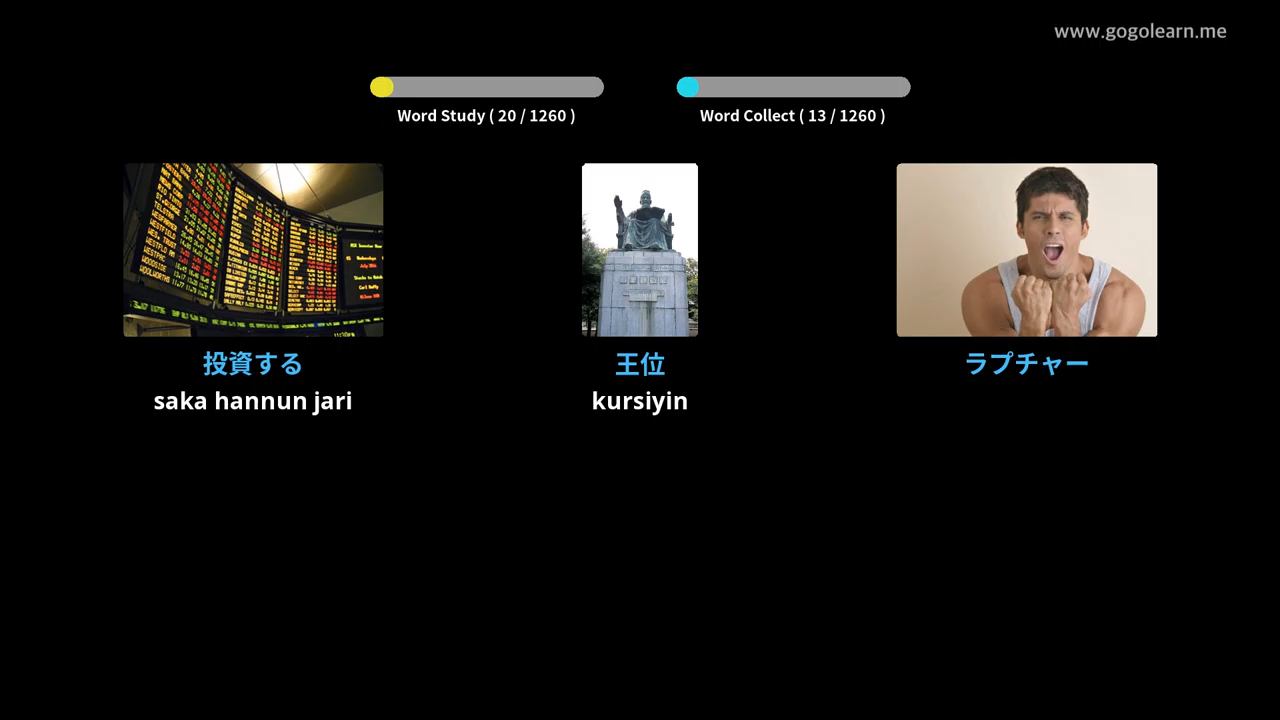 www.gogolearn.me
Word Study ( 20 / 1260 )
Word Collect ( 13 / 1260 )
投資する
王位
ラプチャー
saka hannun jari
kursiyin